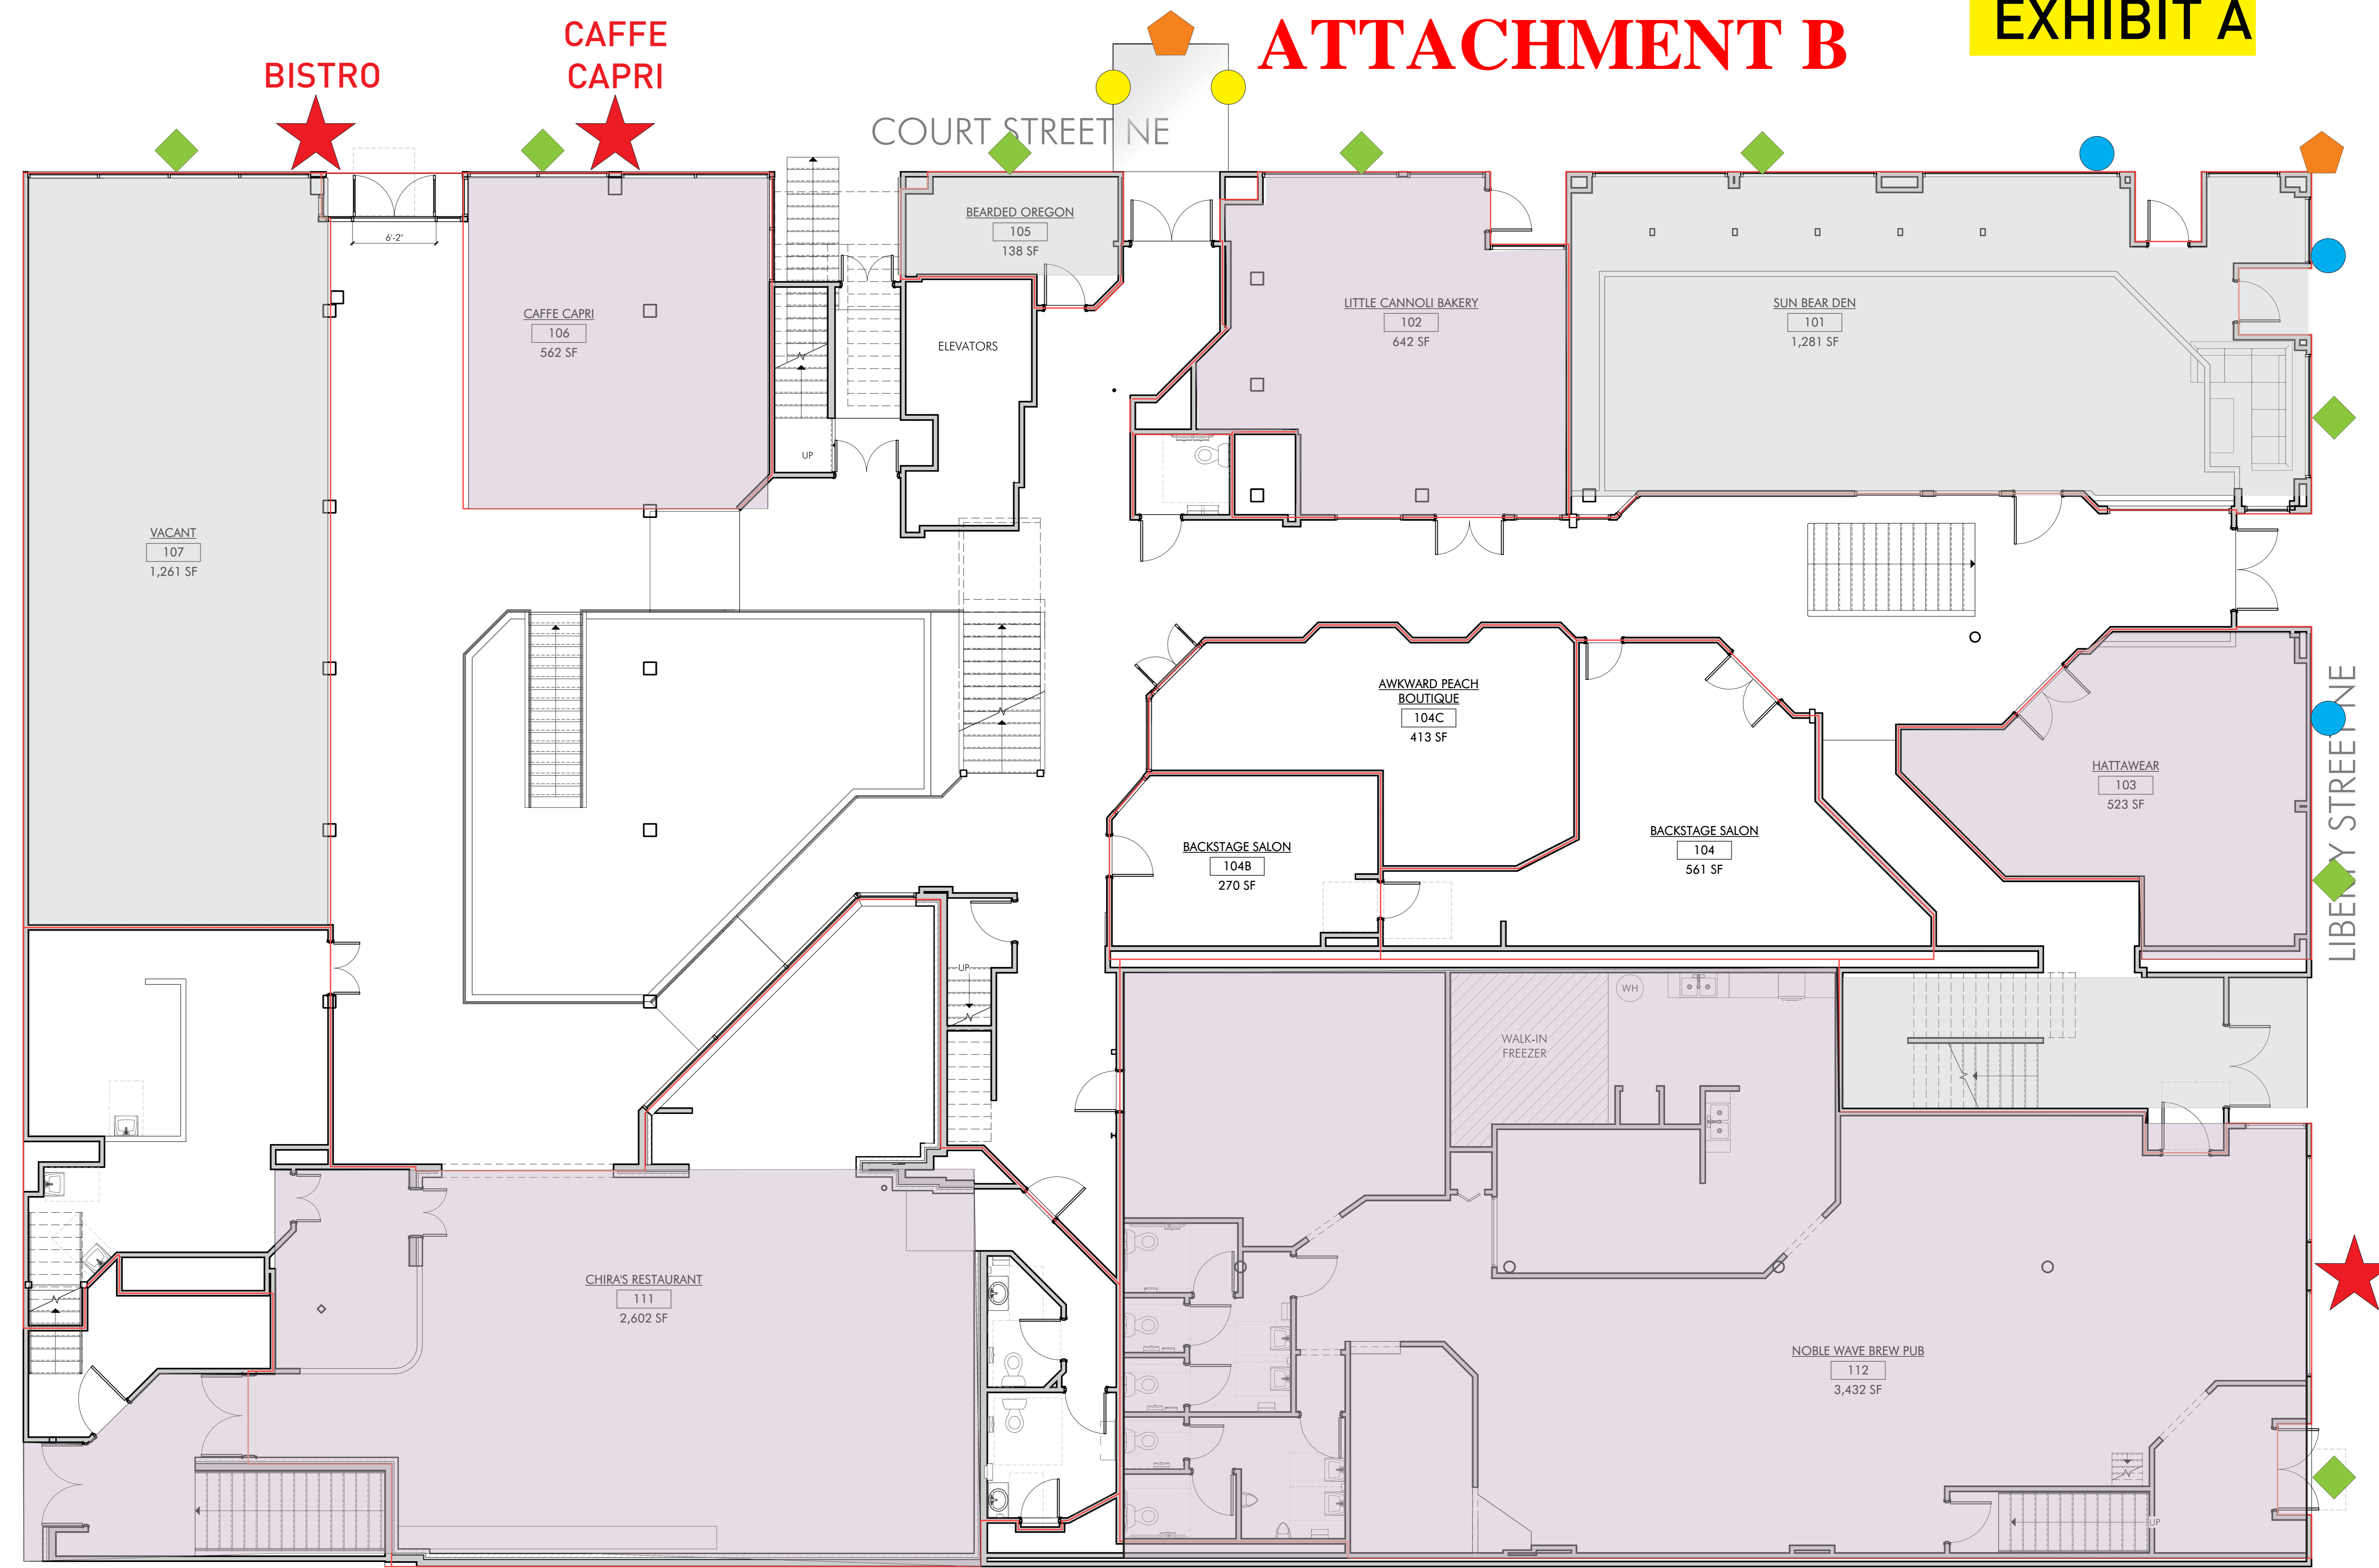 ATTACHMENT B
EXHIBIT A
CAFFE
CAPRI
BISTRO
COURT STREET NE
6'-2"
BEARDED OREGON
105
138 SF
CAFFE CAPRI
106
562 SF
ELEVATORS
LITTLE CANNOLI BAKERY
102
642 SF
SUN BEAR DEN
101
1,281 SF
UP
VACANT
107
1,261 SF
AWKWARD PEACH
BOUTIQUE
104C
413 SF
HATTAWEAR
103
523 SF
LIBERTY STREET NE
BACKSTAGE SALON
104B
270 SF
BACKSTAGE SALON
104
561 SF
UP
WH
WALK-IN
FREEZER
CHIRA'S RESTAURANT
111
2,602 SF
NOBLE WAVE BREW PUB
112
3,432 SF
UP